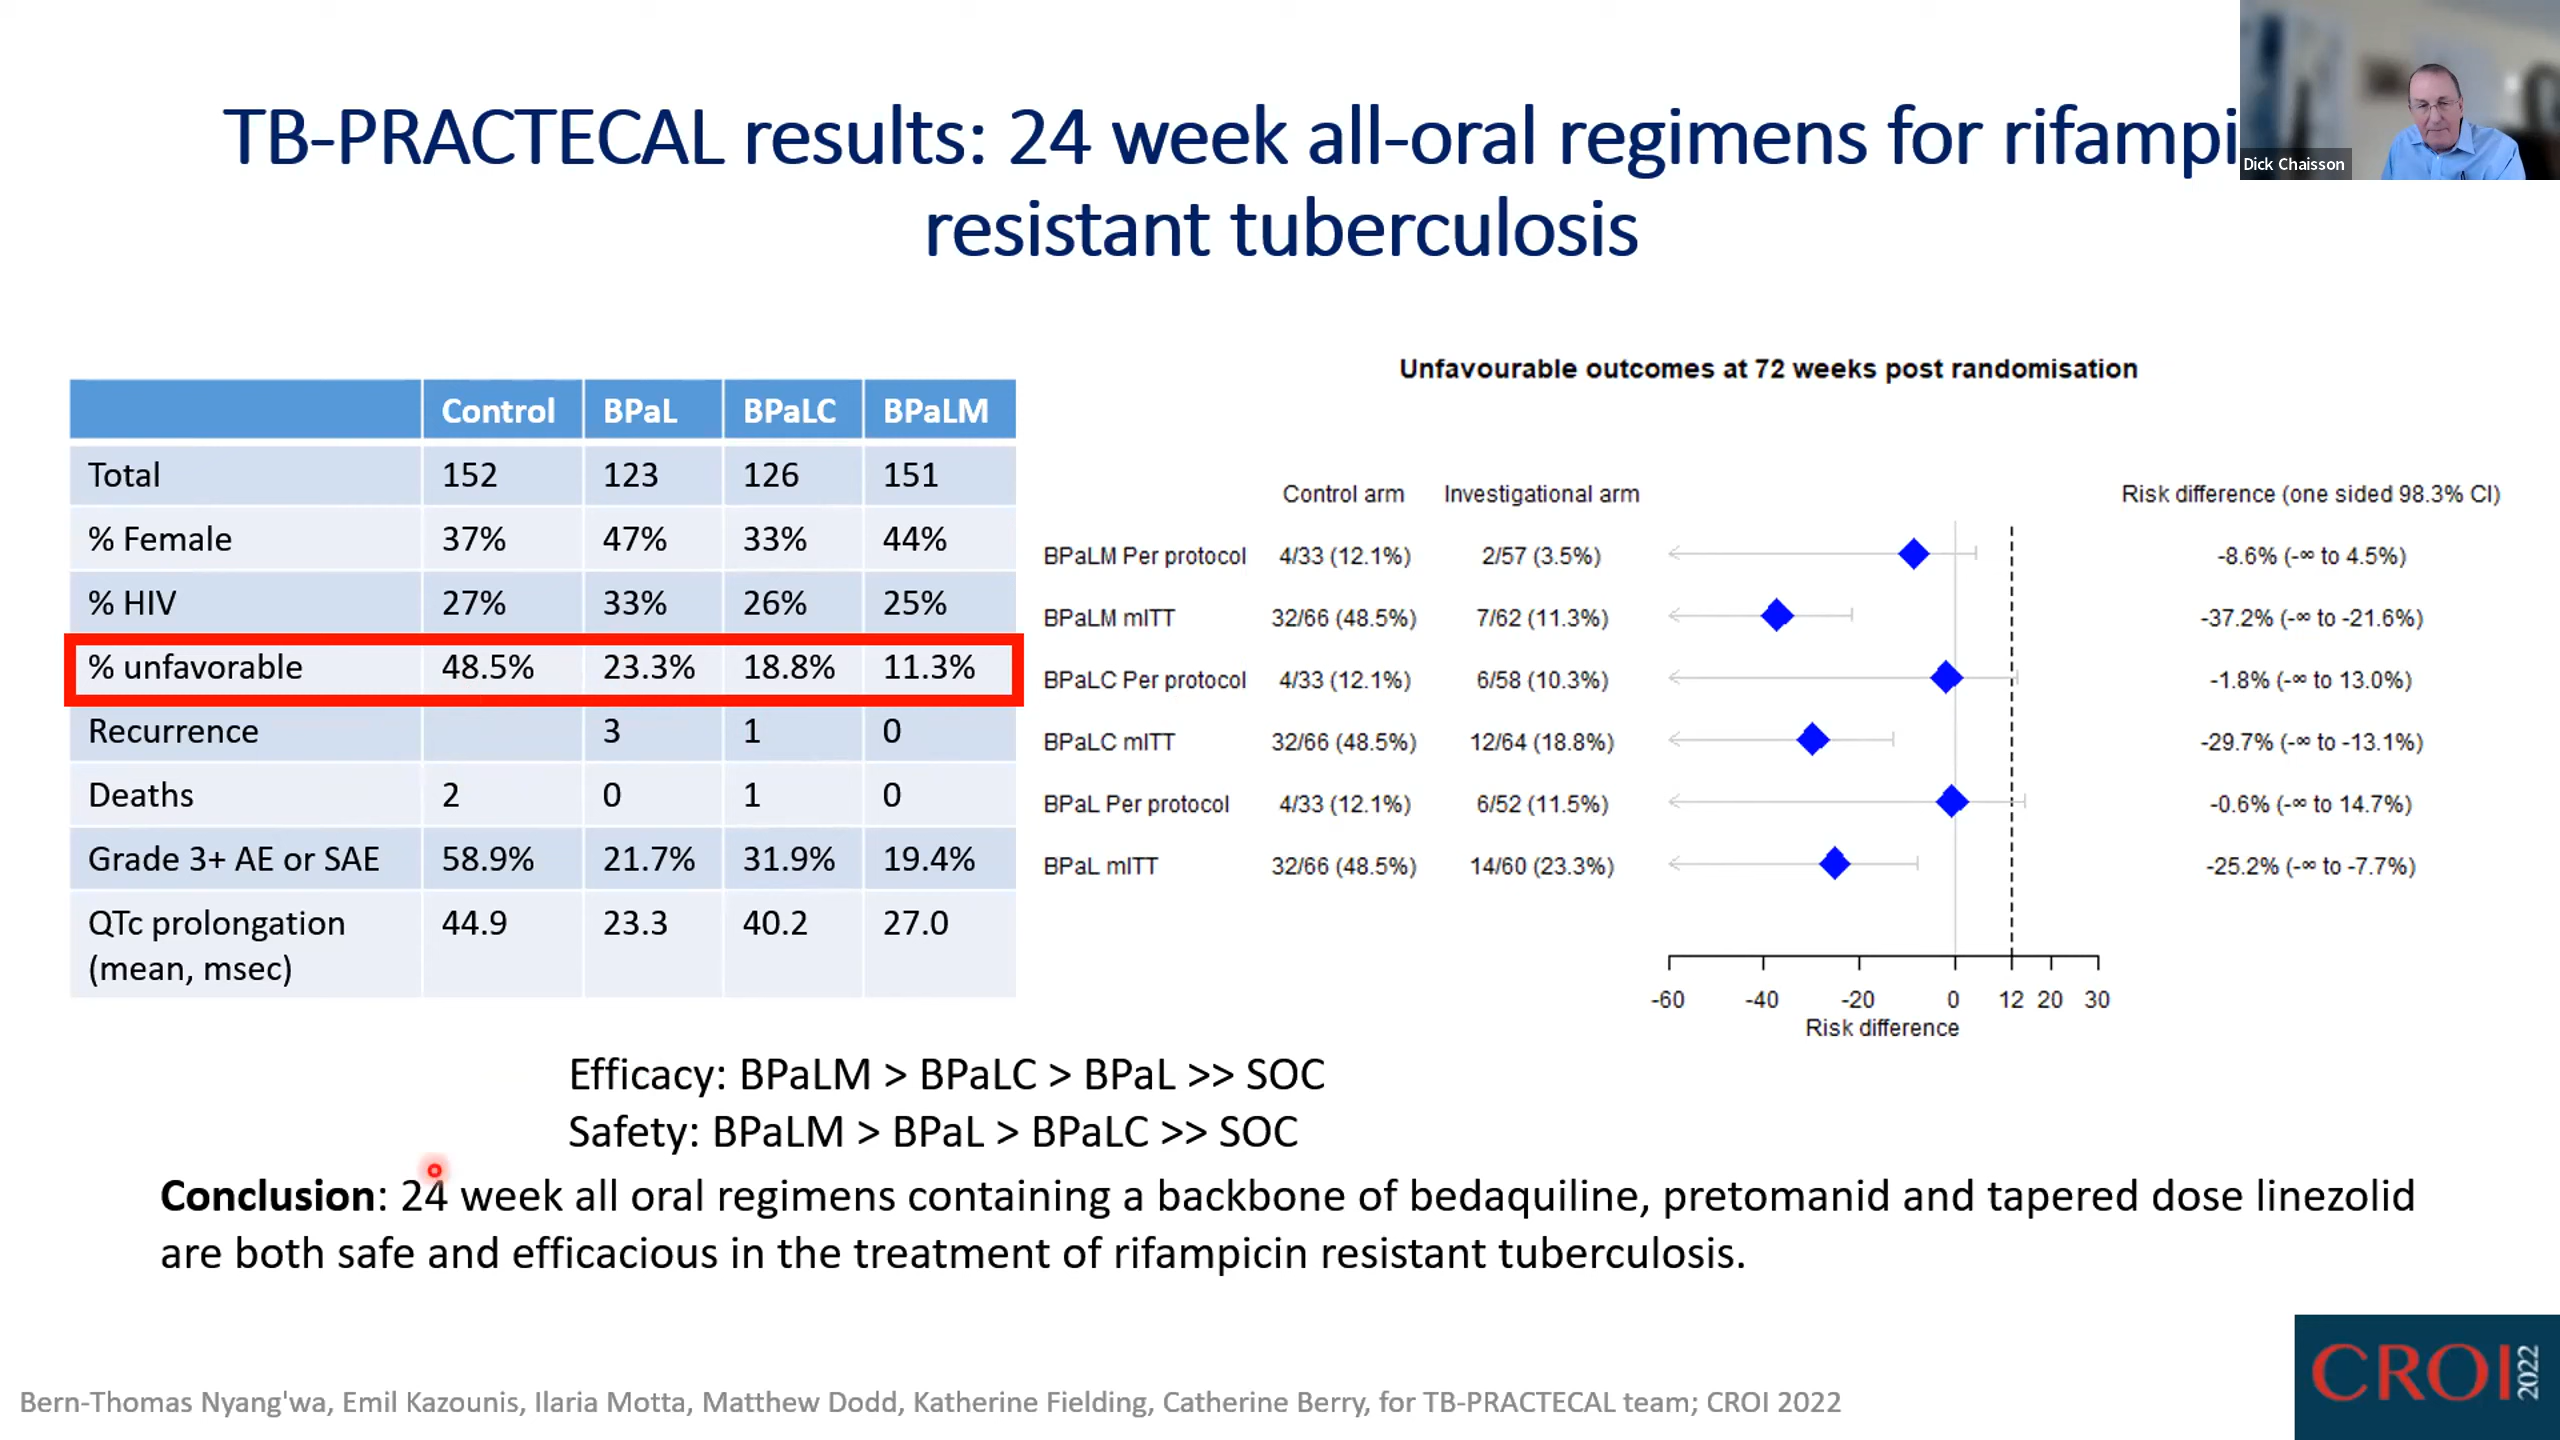 TB-PRACTECAL results: 24 week all-oral regimens for rifampi
resistant tuberculosis
Dick Chaisson
Control BPaL BPaLC BPaLM
Total 152 123 126 151
% Female 37% 47% 33% 44%
% HIV 27% 33% 26% 25%
% unfavorable 48.5% 23.3% 18.8% 11.3%
Recurrence 3 1 0
Deaths 2 0 1 0
Grade 3+ AE or SAE 58.9% 21.7% 31.9% 19.4%
QTc prolongation 44.9 23.3 40.2 27.0
(mean, msec)
Unfavourable outcomes at 72 weeks post randomisation
Control arm Investigational arm Risk difference (one sided 98.3% CI)
BPaLM Per protocol 4/33 (12.1%) 2/57 (3.5%) -8.6% (-∞ to 4.5%)
BPaLM mITT 32/66 (48.5%) 7/62 (11.3%) -37.2% (-∞ to -21.6%)
BPaLC Per protocol 4/33 (12.1%) 6/58 (10.3%) -1.8% (-∞ to 13.0%)
BPaLC mITT 32/66 (48.5%) 12/64 (18.8%) -29.7% (-∞ to -13.1%)
BPaL Per protocol 4/33 (12.1%) 6/52 (11.5%) -0.6% (-∞ to 14.7%)
BPaL mITT 32/66 (48.5%) 14/60 (23.3%) -25.2% (-∞ to -7.7%)
-60 -40 -20 0 12 20 30
Risk difference
Efficacy: BPaLM > BPaLC > BPaL >> SOC
Safety: BPaLM > BPaL > BPaLC >> SOC
Conclusion: 24 week all oral regimens containing a backbone of bedaquiline, pretomanid and tapered dose linezolid
are both safe and efficacious in the treatment of rifampicin resistant tuberculosis.
Bern-Thomas Nyang'wa, Emil Kazounis, Ilaria Motta, Matthew Dodd, Katherine Fielding, Catherine Berry, for TB-PRACTECAL team; CROI 2022
CROI 2022